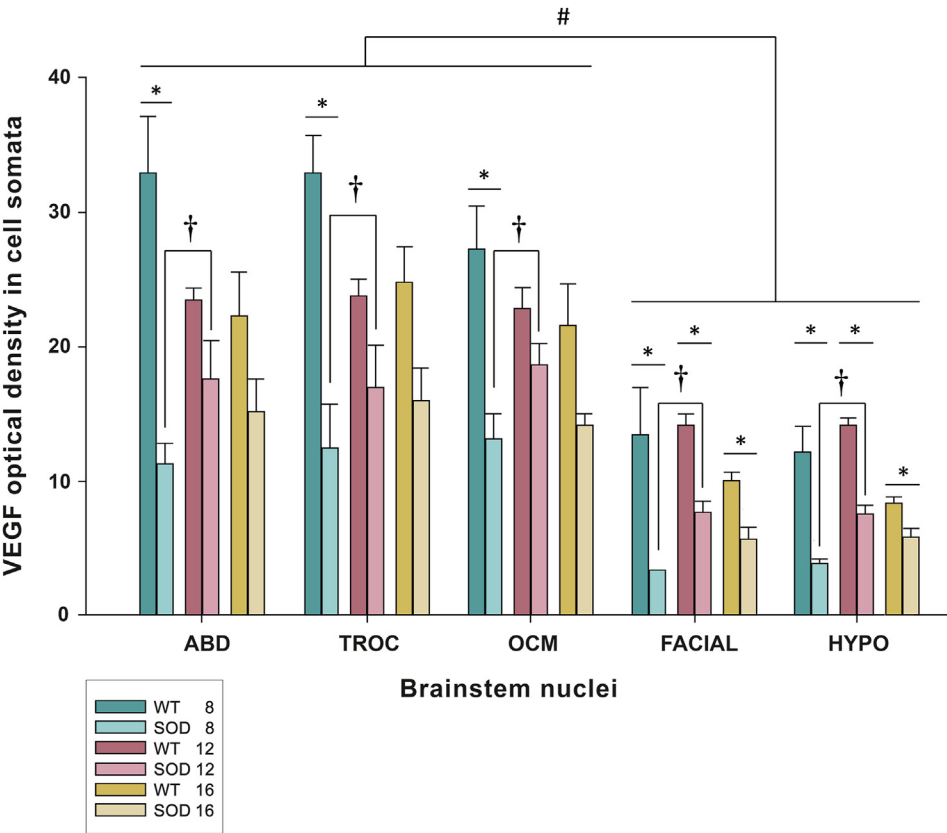 #
40
30
20
10
0
VEGF optical density in cell somata
* * *
† † †
* * * *
† †
* *
ABD TROC OCM FACIAL HYPO
Brainstem nuclei
WT 8
SOD 8
WT 12
SOD 12
WT 16
SOD 16